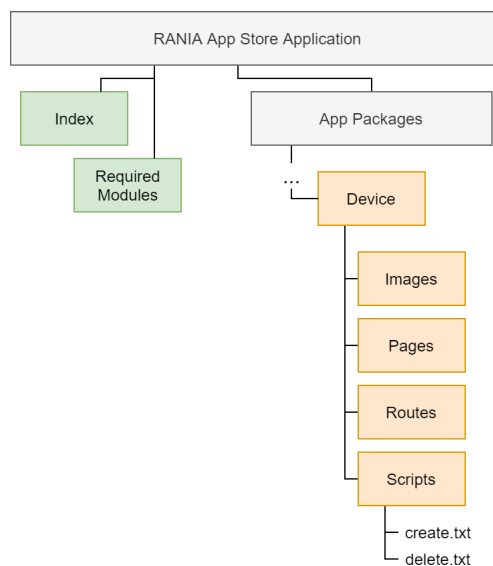 RANIA App Store Application
Index
App Packages
Required
Modules
...
Device
Images
Pages
Routes
Scripts
create.txt
delete.txt